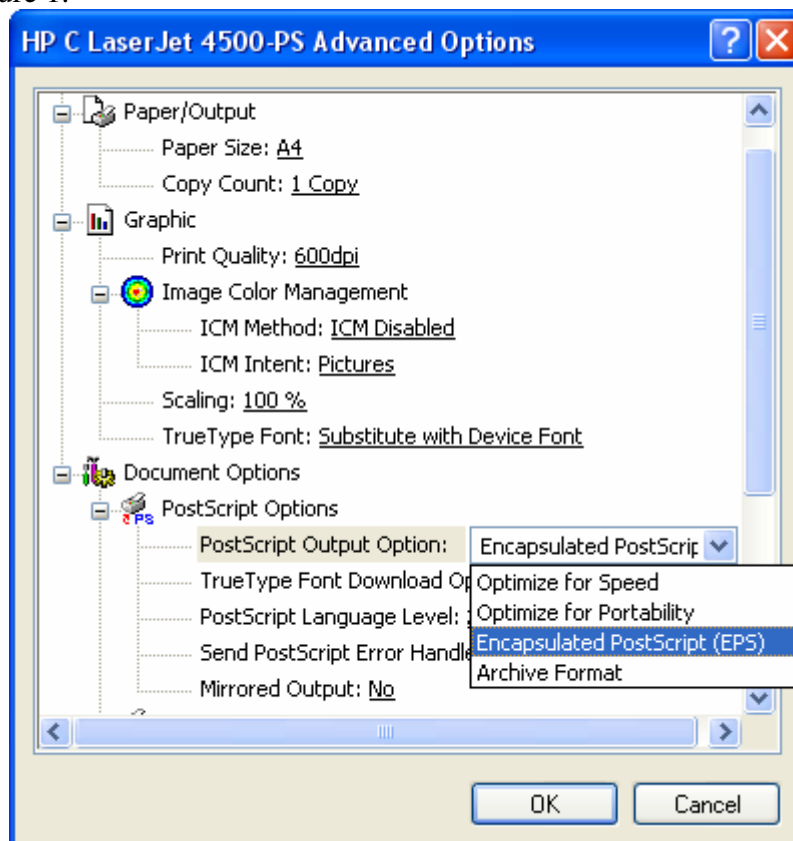 HP C LaserJet 4500-PS Advanced Options
Paper/Output
Paper Size: A4
Copy Count: 1 Copy
Graphic
Print Quality: 600dpi
Image Color Management
ICM Method: ICM Disabled
ICM Intent: Pictures
Scaling: 100 %
TrueType Font: Substitute with Device Font
Document Options
PostScript Options
PostScript Output Option: Encapsulated PostScrip
TrueType Font Download Op
Optimize for Speed
PostScript Language Level:
Optimize for Portability
Send PostScript Error Handle
Encapsulated PostScript (EPS)
Archive Format
Mirrored Output: No
OK Cancel